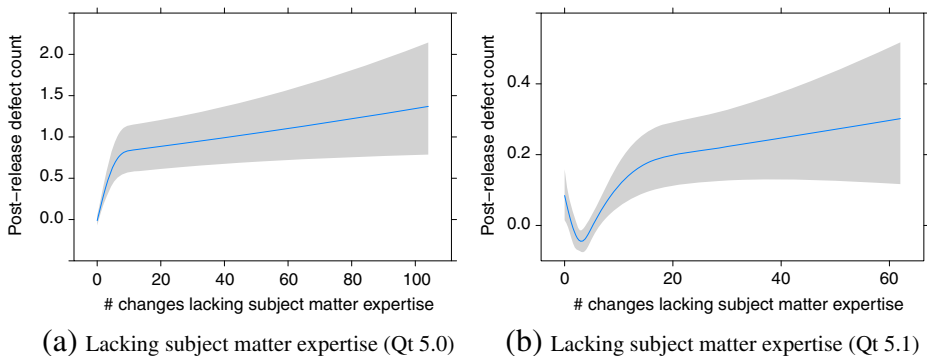 Post−release defect count
2.0
1.5
1.0
0.5
0.0
0 20 40 60 80 100
# changes lacking subject matter expertise
(a) Lacking subject matter expertise (Qt 5.0)
Post−release defect count
0.4
0.2
0.0
0 20 40 60
# changes lacking subject matter expertise
(b) Lacking subject matter expertise (Qt 5.1)